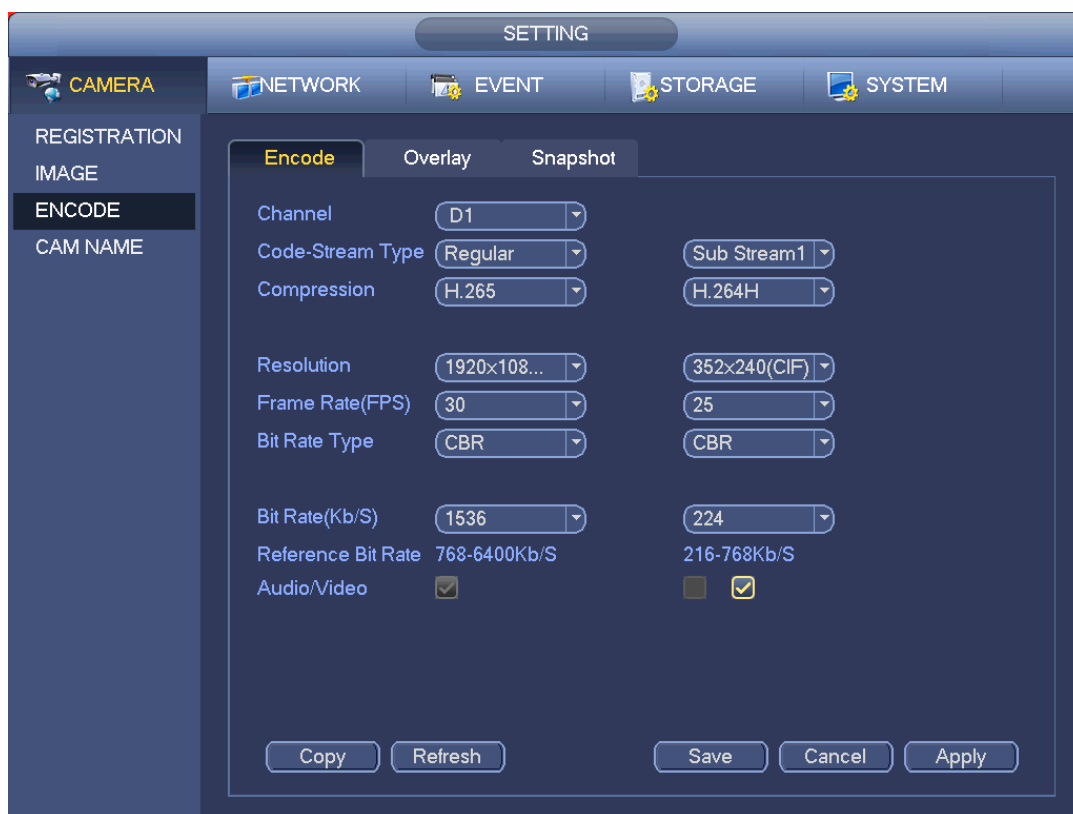 SETTING
CAMERA NETWORK EVENT STORAGE SYSTEM
REGISTRATION
IMAGE
ENCODE
CAM NAME
Encode Overlay Snapshot
Channel D1
Code-Stream Type Regular Sub Stream1
Compression H.265 H.264H
Resolution 1920×108... 352×240(CIF)
Frame Rate(FPS) 30 25
Bit Rate Type CBR CBR
Bit Rate(Kb/S) 1536 224
Reference Bit Rate 768-6400Kb/S 216-768Kb/S
Audio/Video
Copy Refresh Save Cancel Apply